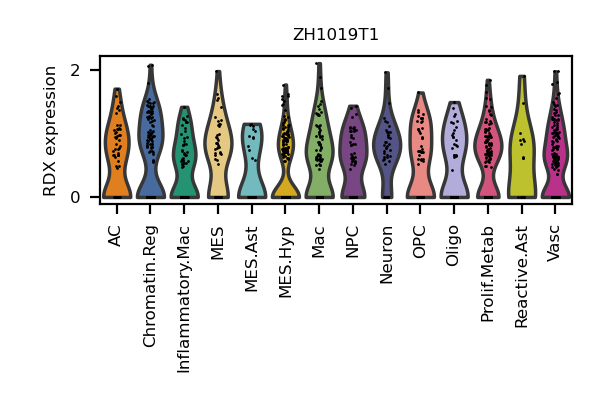 ZH1019T1
RDX expression
2
0
AC
Chromatin.Reg
Inflammatory.Mac
MES
MES.Ast
MES.Hyp
Mac
NPC
Neuron
OPC
Oligo
Prolif.Metab
Reactive.Ast
Vasc